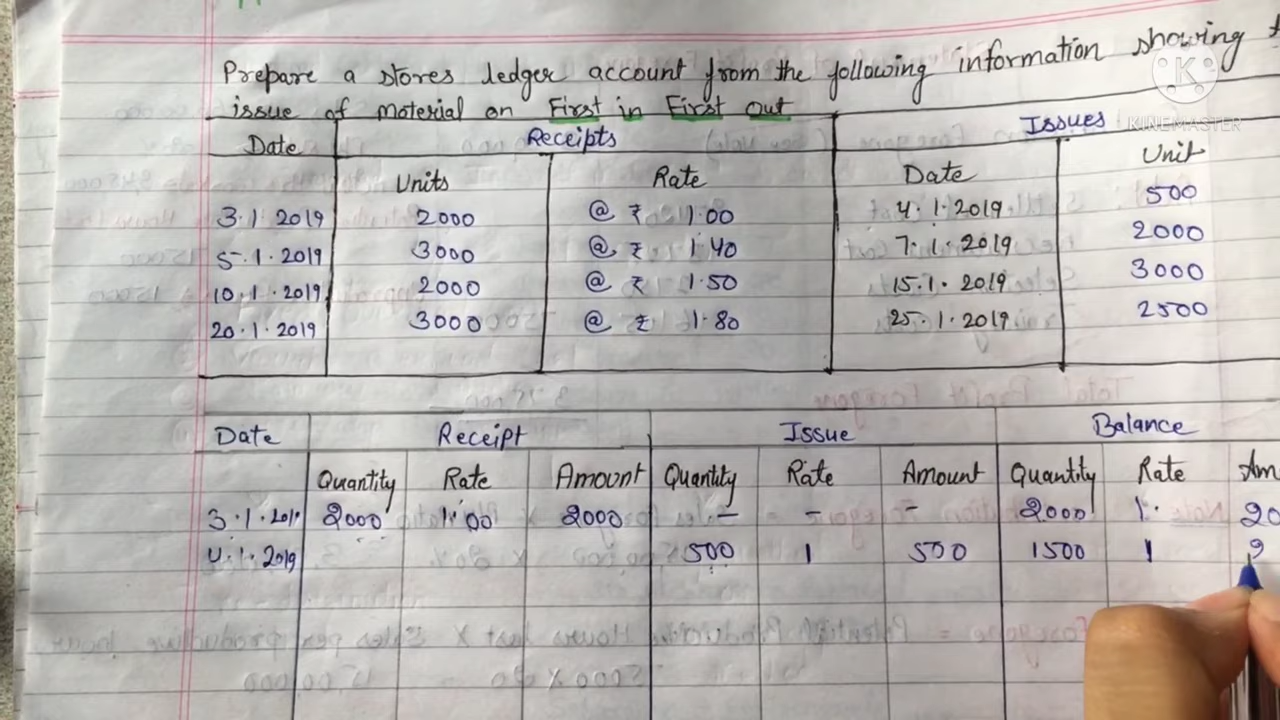 Prepare a stores ledger account from the following information showing
issue of material on First in First Out
Date Receipts Issues
Units Rate Date Unit
3.1.2019 2000 @ ₹ 1.00 4.1.2019 500
5.1.2019 3000 @ ₹ 1.40 7.1.2019 2000
10.1.2019 2000 @ ₹ 1.50 15.1.2019 3000
20.1.2019 3000 @ ₹ 1.80 25.1.2019 2500
KINEMASTER
Date Receipt Issue Balance
Quantity Rate Amount Quantity Rate Amount Quantity Rate Am
3.1.2019 2000 1.00 2000 - - - 2000 1. 20
4.1.2019 500 1 500 1500 1